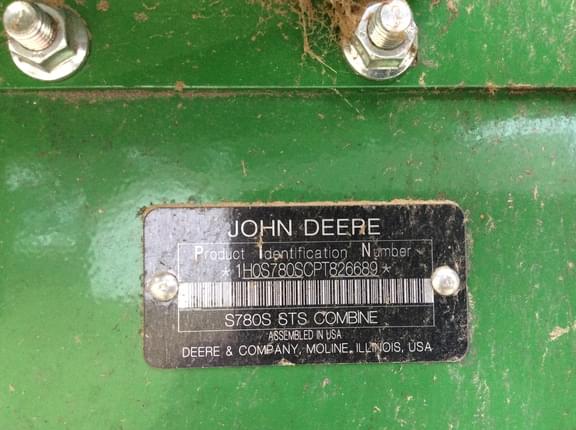 JOHN DEERE
Product Identification Number
*1H0S780SCPT826689*
S780S STS COMBINE
ASSEMBLED IN USA
DEERE & COMPANY, MOLINE, ILLINOIS, USA